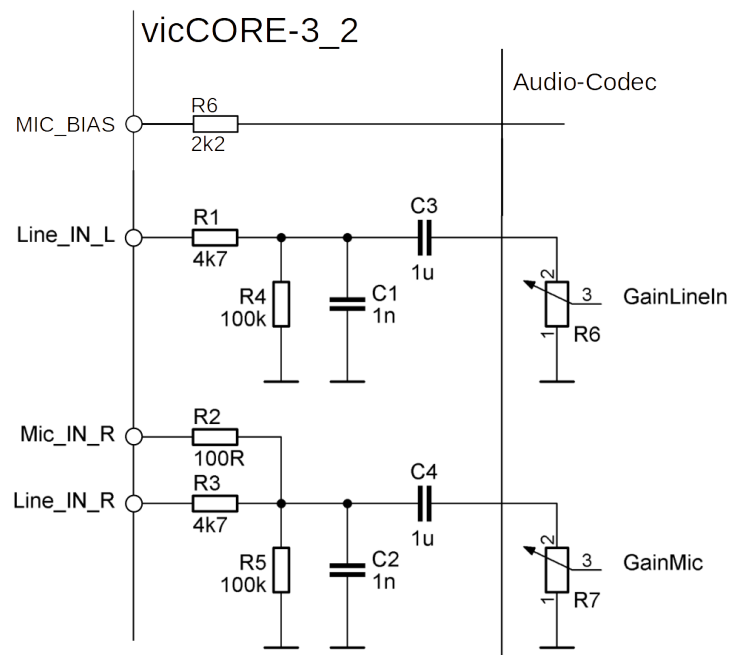 vicCORE-3_2
Audio-Codec
R6
MIC_BIAS
2k2
C3
R1
Line_IN_L
4k7
1u
2
R4
C1
3
GainLineIn
100k
1n
1
R6
R2
Mic_IN_R
100R
C4
R3
Line_IN_R
4k7
1u
2
R5
C2
3
GainMic
100k
1n
1
R7